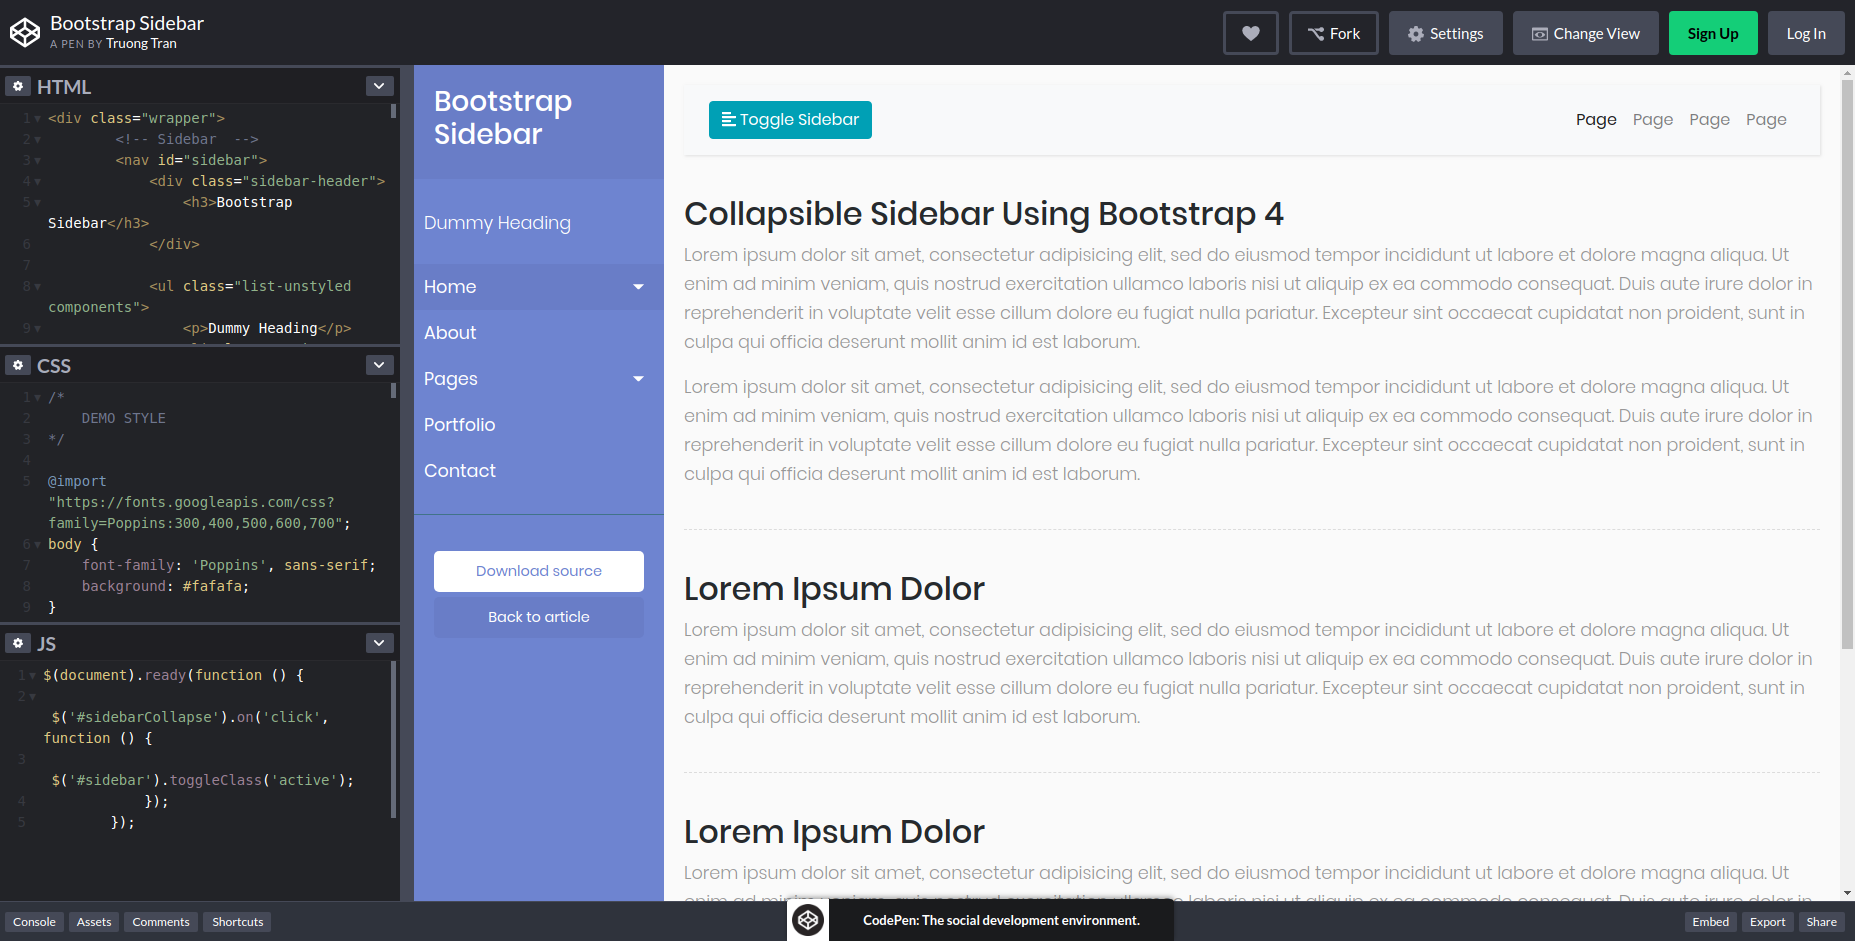 Bootstrap Sidebar
A PEN BY Truong Tran
Fork
Settings
Change View
Sign Up
Log In
HTML
1 <div class="wrapper">
2 <!-- Sidebar -->
3 <nav id="sidebar">
4 <div class="sidebar-header">
5 <h3>Bootstrap
Sidebar</h3>
6 </div>
7
8 <ul class="list-unstyled
components">
9 <p>Dummy Heading</p>
CSS
1 /*
2 DEMO STYLE
3 */
4
5 @import
"https://fonts.googleapis.com/css?
family=Poppins:300,400,500,600,700";
6 body {
7 font-family: 'Poppins', sans-serif;
8 background: #fafafa;
9 }
JS
1 $(document).ready(function () {
2
$('#sidebarCollapse').on('click',
function () {
3
$('#sidebar').toggleClass('active');
4 });
5 });
Bootstrap
Sidebar
Dummy Heading
Home
About
Pages
Portfolio
Contact
Download source
Back to article
Toggle Sidebar
Page Page Page Page
Collapsible Sidebar Using Bootstrap 4
Lorem ipsum dolor sit amet, consectetur adipisicing elit, sed do eiusmod tempor incididunt ut labore et dolore magna aliqua. Ut
enim ad minim veniam, quis nostrud exercitation ullamco laboris nisi ut aliquip ex ea commodo consequat. Duis aute irure dolor in
reprehenderit in voluptate velit esse cillum dolore eu fugiat nulla pariatur. Excepteur sint occaecat cupidatat non proident, sunt in
culpa qui officia deserunt mollit anim id est laborum.
Lorem ipsum dolor sit amet, consectetur adipisicing elit, sed do eiusmod tempor incididunt ut labore et dolore magna aliqua. Ut
enim ad minim veniam, quis nostrud exercitation ullamco laboris nisi ut aliquip ex ea commodo consequat. Duis aute irure dolor in
reprehenderit in voluptate velit esse cillum dolore eu fugiat nulla pariatur. Excepteur sint occaecat cupidatat non proident, sunt in
culpa qui officia deserunt mollit anim id est laborum.
Lorem Ipsum Dolor
Lorem ipsum dolor sit amet, consectetur adipisicing elit, sed do eiusmod tempor incididunt ut labore et dolore magna aliqua. Ut
enim ad minim veniam, quis nostrud exercitation ullamco laboris nisi ut aliquip ex ea commodo consequat. Duis aute irure dolor in
reprehenderit in voluptate velit esse cillum dolore eu fugiat nulla pariatur. Excepteur sint occaecat cupidatat non proident, sunt in
culpa qui officia deserunt mollit anim id est laborum.
Lorem Ipsum Dolor
Lorem ipsum dolor sit amet, consectetur adipisicing elit, sed do eiusmod tempor incididunt ut labore et dolore magna aliqua. Ut
Console
Assets
Comments
Shortcuts
CodePen: The social development environment.
Embed
Export
Share